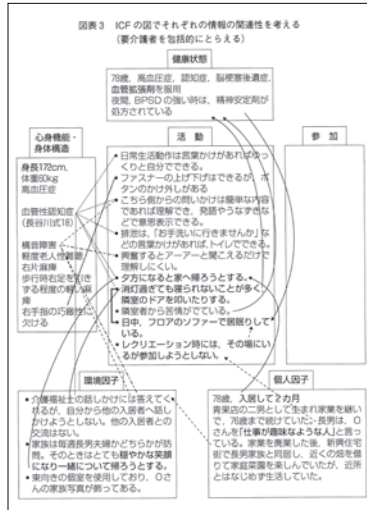 図表3 ICFの図でそれぞれの情報の関連性を考える
（要介護者を包括的にとらえる）
健康状態
78歳，高血圧症，認知症，脳梗塞後遺症，
血管拡張剤を服用
夜間，BPSDの強い時は，精神安定剤が
処方されている
心身機能・
身体構造
身長172cm，
体重60kg
高血圧症
血管性認知症
（長谷川式18）
構音障害
軽度老人性難聴
右片麻痺
歩行時右足を引き
ずる程度の軽い麻
痺
右手指の巧緻性に
欠ける
活動
• 日常生活動作は言葉かけがあればゆっ
くりと自分でできる。
• ファスナーの上げ下げはできるが，ボ
タンのかけ外しがある
• こちら側からの問いかけは簡単な内容
であれば理解でき，発語やうなずきな
どで意思表示できる。
• 排泄は，「お手洗いに行きませんか」な
どの言葉かけがあれば，トイレでできる。
• 興奮するとアーアーと聞こえるだけで
理解しにくい。
• 夕方になると家へ帰ろうとする。
• 消灯過ぎても寝られないことが多く，
隣室のドアを叩いたりする。
• 隣室者から苦情がでている。
• 日中，フロアのソファーで居眠りして
いる。
• レクリエーション時には，その場にい
るが参加しようとしない。
参加
環境因子
• 介護福祉士の話しかけには答えてく
れるが，自分から他の入居者へ話し
かけようとしない。他の入居者との
交流はない。
• 家族は毎週長男夫婦かどちらかが訪
問。そのときはとても穏やかな笑顔
になり一緒について帰ろうとする。
• 東向きの個室を使用しており，Oさ
んの家族写真が飾ってある。
個人因子
78歳，入居して2カ月
青果店の二男として生まれ家業を継い
で，76歳まで続けていた。長男は，O
さんを「仕事が趣味なような人」と言
っている。家業を廃業した後，新興住宅
街で長男家族と同居し，近くの畑を借
りて家庭菜園を楽しんでいたが，近所
とはなじめず生活していた。